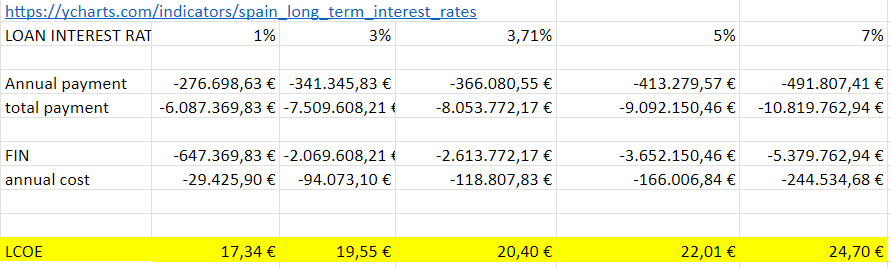 https://ycharts.com/indicators/spain_long_term_interest_rates
LOAN INTEREST RAT 1% 3% 3,71% 5% 7%
Annual payment -276.698,63 € -341.345,83 € -366.080,55 € -413.279,57 € -491.807,41 €
total payment -6.087.369,83 € -7.509.608,21 € -8.053.772,17 € -9.092.150,46 € -10.819.762,94 €
FIN -647.369,83 € -2.069.608,21 € -2.613.772,17 € -3.652.150,46 € -5.379.762,94 €
annual cost -29.425,90 € -94.073,10 € -118.807,83 € -166.006,84 € -244.534,68 €
LCOE 17,34 € 19,55 € 20,40 € 22,01 € 24,70 €